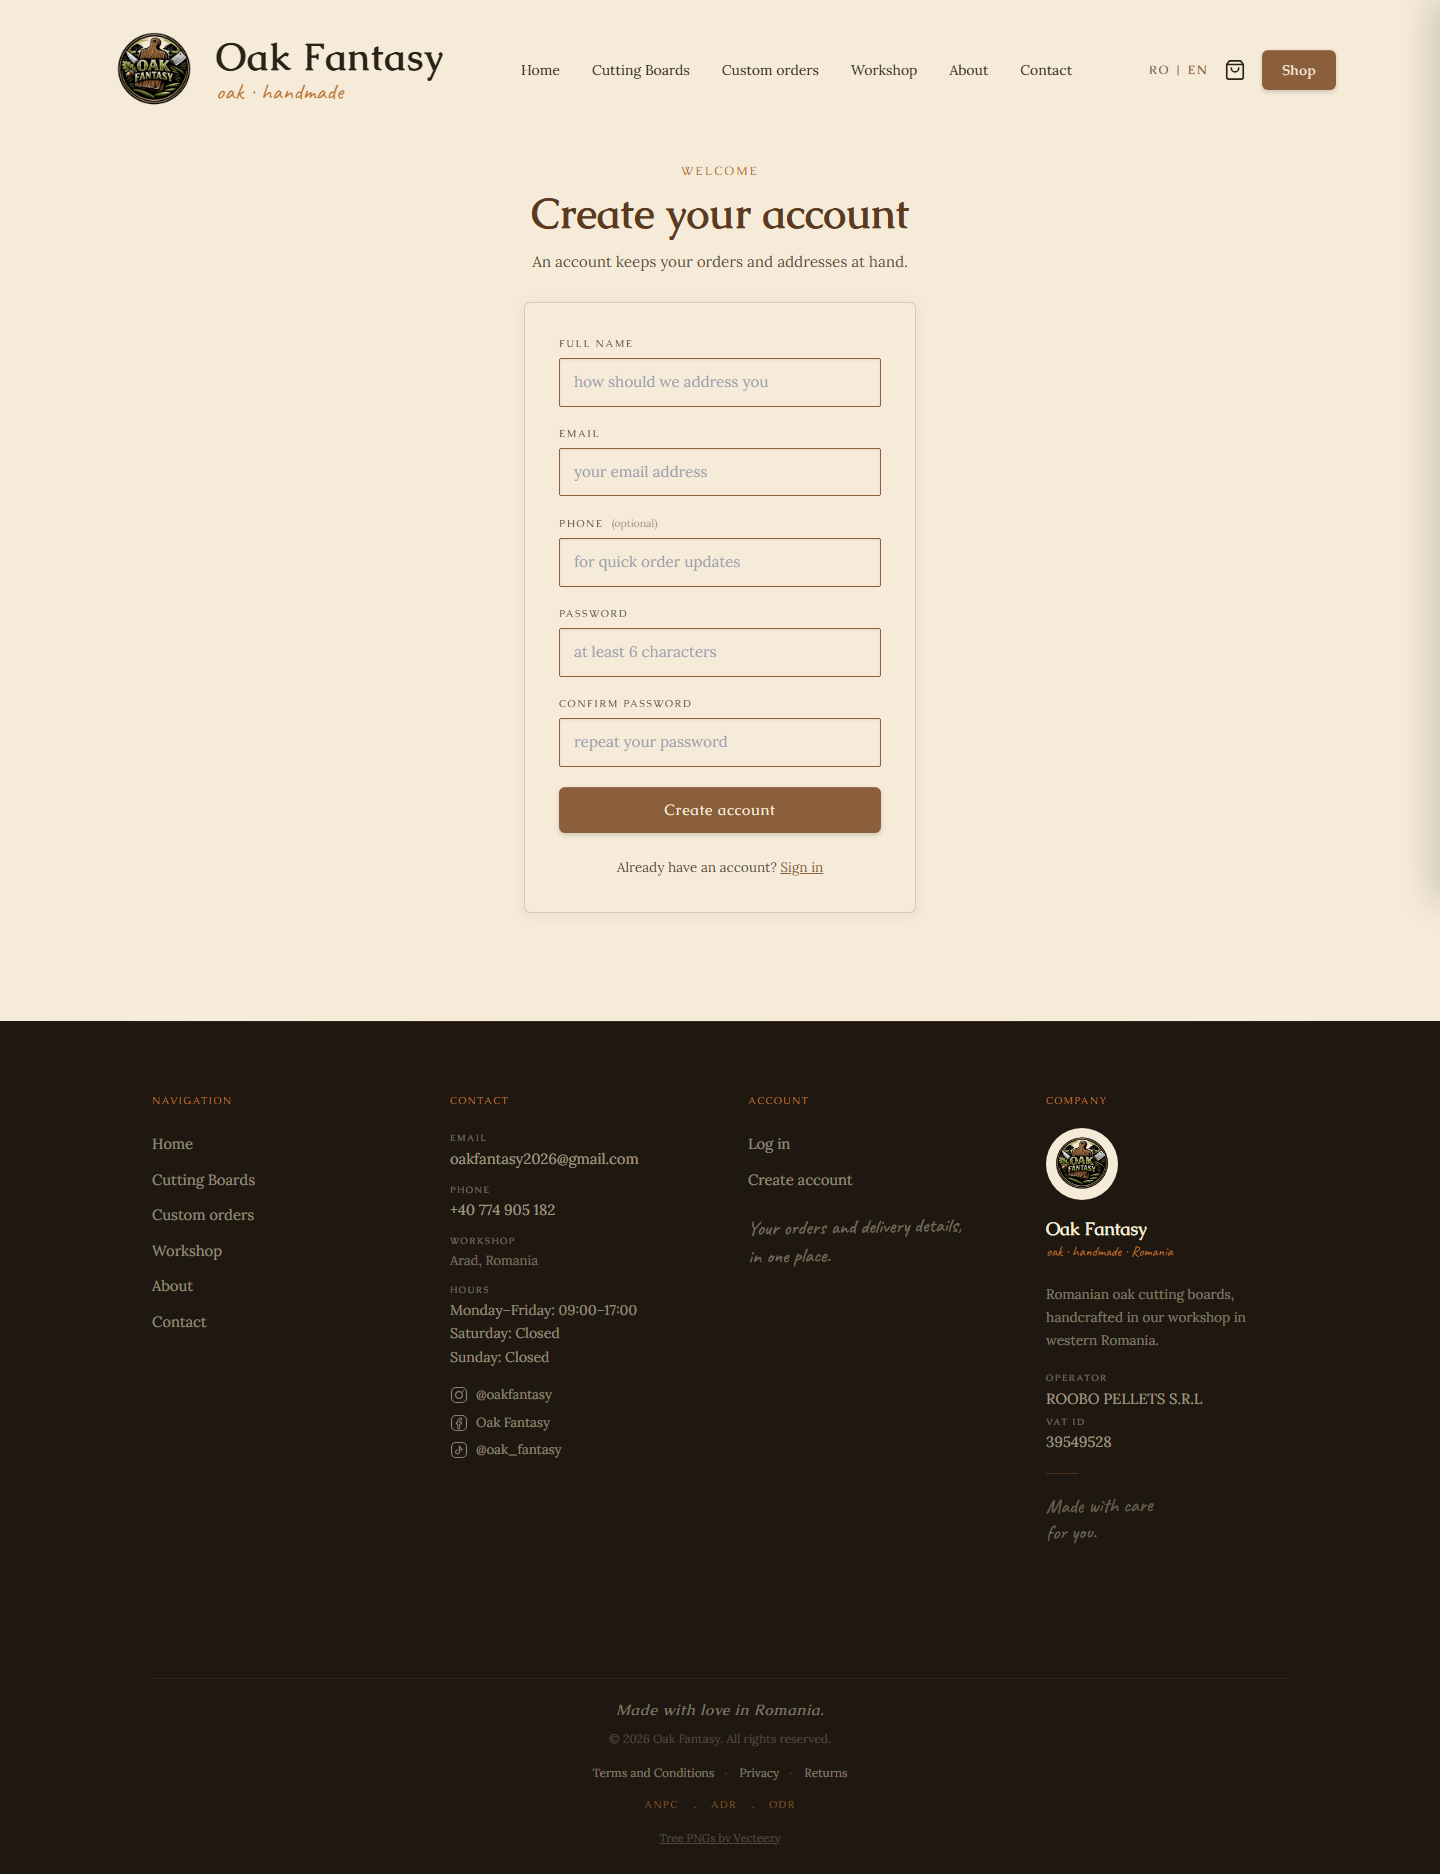 OAK
FANTASY
Oak Fantasy
oak · handmade
Home
Cutting Boards
Custom orders
Workshop
About
Contact
RO | EN
Shop
WELCOME
Create your account
An account keeps your orders and addresses at hand.
FULL NAME
how should we address you
EMAIL
your email address
PHONE (optional)
for quick order updates
PASSWORD
at least 6 characters
CONFIRM PASSWORD
repeat your password
Create account
Already have an account? Sign in
NAVIGATION
Home
Cutting Boards
Custom orders
Workshop
About
Contact
CONTACT
EMAIL
oakfantasy2026@gmail.com
PHONE
+40 774 905 182
WORKSHOP
Arad, Romania
HOURS
Monday–Friday: 09:00–17:00
Saturday: Closed
Sunday: Closed
@oakfantasy
Oak Fantasy
@oak_fantasy
ACCOUNT
Log in
Create account
Your orders and delivery details,
in one place.
COMPANY
OAK
FANTASY
Oak Fantasy
oak · handmade · Romania
Romanian oak cutting boards,
handcrafted in our workshop in
western Romania.
OPERATOR
ROOBO PELLETS S.R.L
VAT ID
39549528
Made with care
for you.
Made with love in Romania.
© 2026 Oak Fantasy. All rights reserved.
Terms and Conditions · Privacy · Returns
ANPC · ADR · ODR
Tree PNGs by Vecteezy